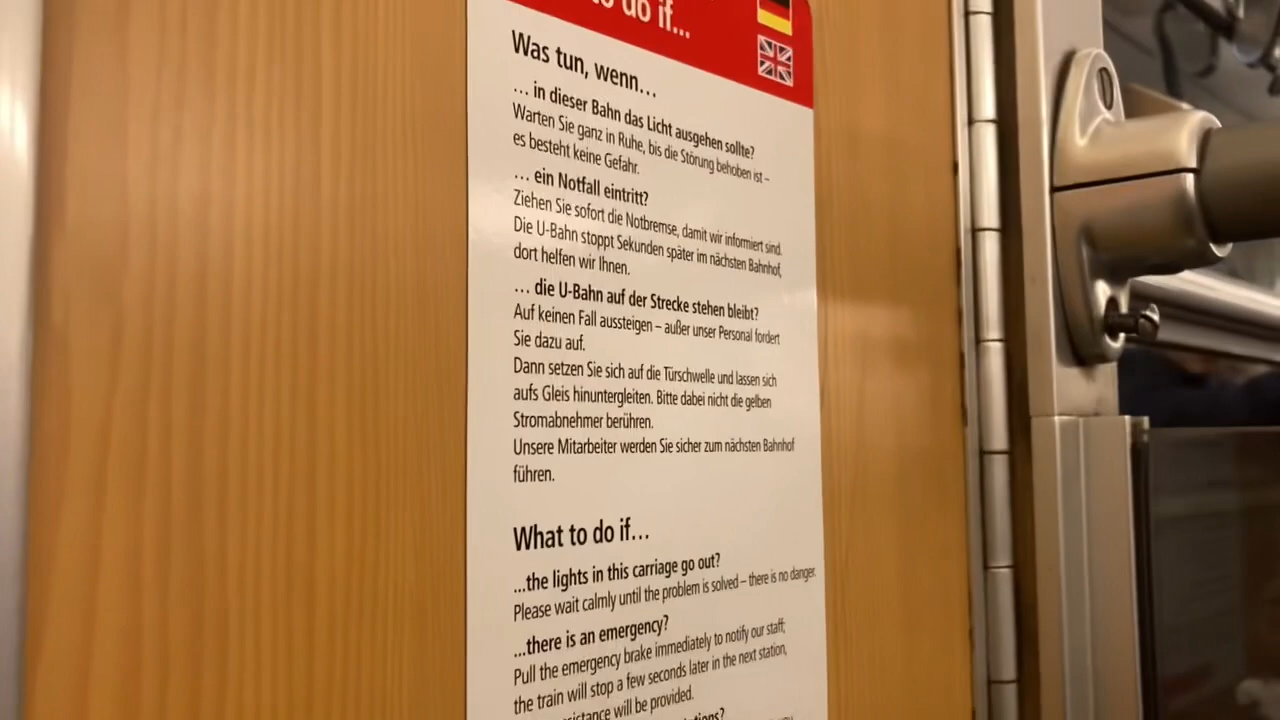 to do if...
Was tun, wenn…
… in dieser Bahn das Licht ausgehen sollte?
Warten Sie ganz in Ruhe, bis die Störung behoben ist –
es besteht keine Gefahr.
… ein Notfall eintritt?
Ziehen Sie sofort die Notbremse, damit wir informiert sind.
Die U-Bahn stoppt Sekunden später im nächsten Bahnhof,
dort helfen wir Ihnen.
… die U-Bahn auf der Strecke stehen bleibt?
Auf keinen Fall aussteigen – außer unser Personal fordert
Sie dazu auf.
Dann setzen Sie sich auf die Türschwelle und lassen sich
aufs Gleis hinuntergleiten. Bitte dabei nicht die gelben
Stromabnehmer berühren.
Unsere Mitarbeiter werden Sie sicher zum nächsten Bahnhof
führen.
What to do if…
...the lights in this carriage go out?
Please wait calmly until the problem is solved – there is no danger.
...there is an emergency?
Pull the emergency brake immediately to notify our staff;
the train will stop a few seconds later in the next station,
will be provided.